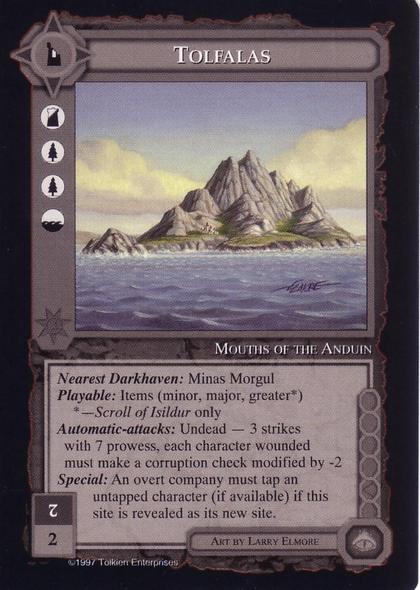 TOLFALAS
ELMORE
MOUTHS OF THE ANDUIN
Nearest Darkhaven: Minas Morgul
Playable: Items (minor, major, greater*)
*—Scroll of Isildur only
Automatic-attacks: Undead — 3 strikes
with 7 prowess, each character wounded
must make a corruption check modified by -2
Special: An overt company must tap an
untapped character (if available) if this
site is revealed as its new site.
2
2
ART BY LARRY ELMORE
©1997 Tolkien Enterprises